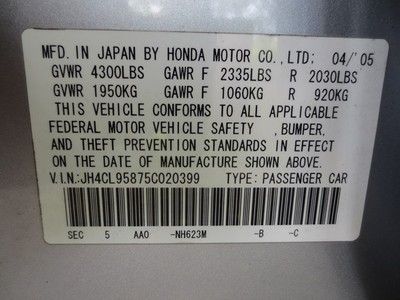 MFD. IN JAPAN BY HONDA MOTOR CO.,LTD: 04/'05
GVWR 4300LBS GAWR F 2335LBS R 2030LBS
GVWR 1950KG GAWR F 1060KG R 920KG
THIS VEHICLE CONFORMS TO ALL APPLICABLE
FEDERAL MOTOR VEHICLE SAFETY ,BUMPER,
AND THEFT PREVENTION STANDARDS IN EFFECT
ON THE DATE OF MANUFACTURE SHOWN ABOVE.
V.I.N:JH4CL95875C020399 TYPE: PASSENGER CAR
SEC 5 AAO -NH623M -B -C